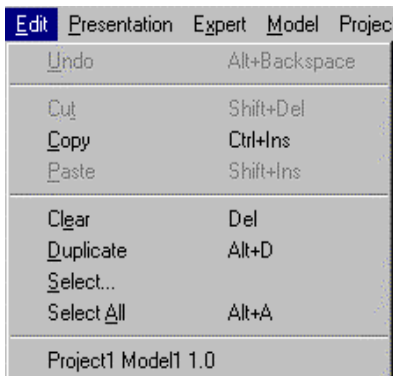 Edit Presentation Expert Model Projec
Undo Alt+Backspace
Cut Shift+Del
Copy Ctrl+Ins
Paste Shift+Ins
Clear Del
Duplicate Alt+D
Select...
Select All Alt+A
Project1 Model1 1.0